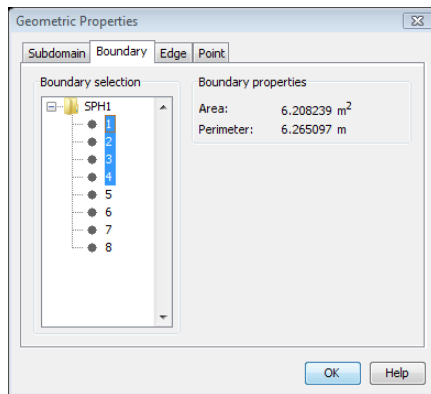 Geometric Properties
Subdomain Boundary Edge Point
Boundary selection
SPH1
1
2
3
4
5
6
7
8
Boundary properties
Area: 6.208239 m²
Perimeter: 6.265097 m
OK Help